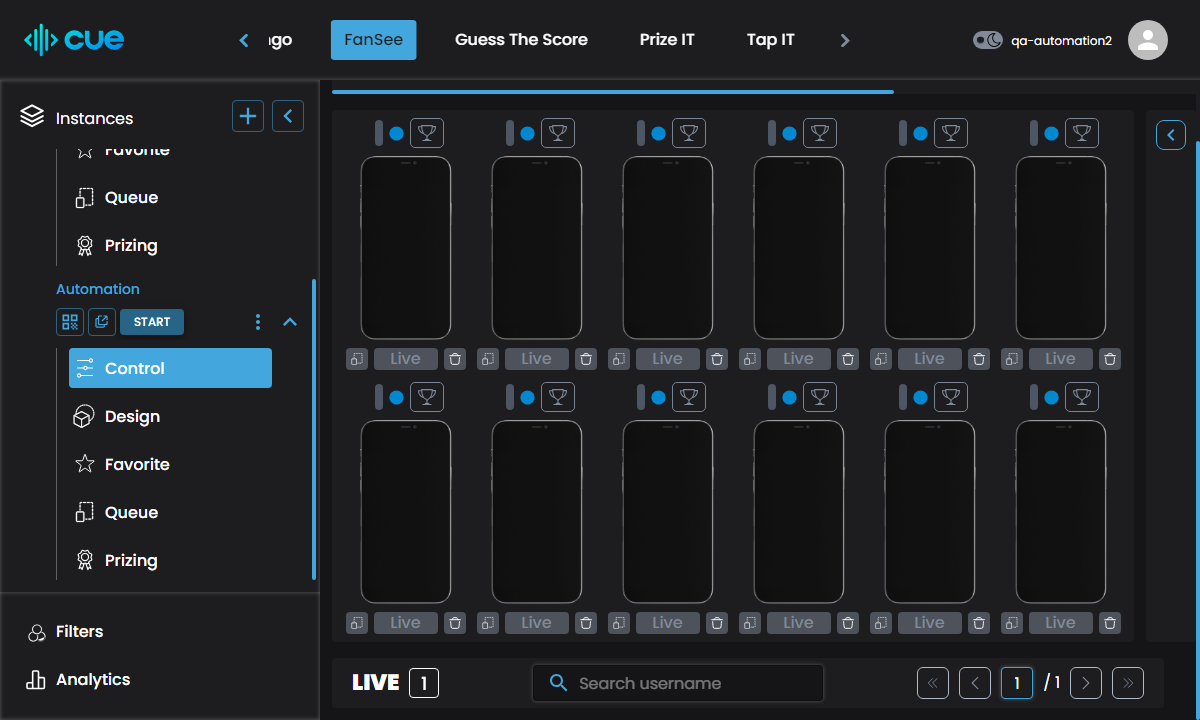 cue
FanSee
Guess The Score
Prize IT
Tap IT
qa-automation2
Instances
Favorite
Queue
Prizing
Automation
START
Control
Design
Favorite
Queue
Prizing
Filters
Analytics
Live Live Live Live Live Live
Live Live Live Live Live Live
LIVE 1
Search username
1 / 1